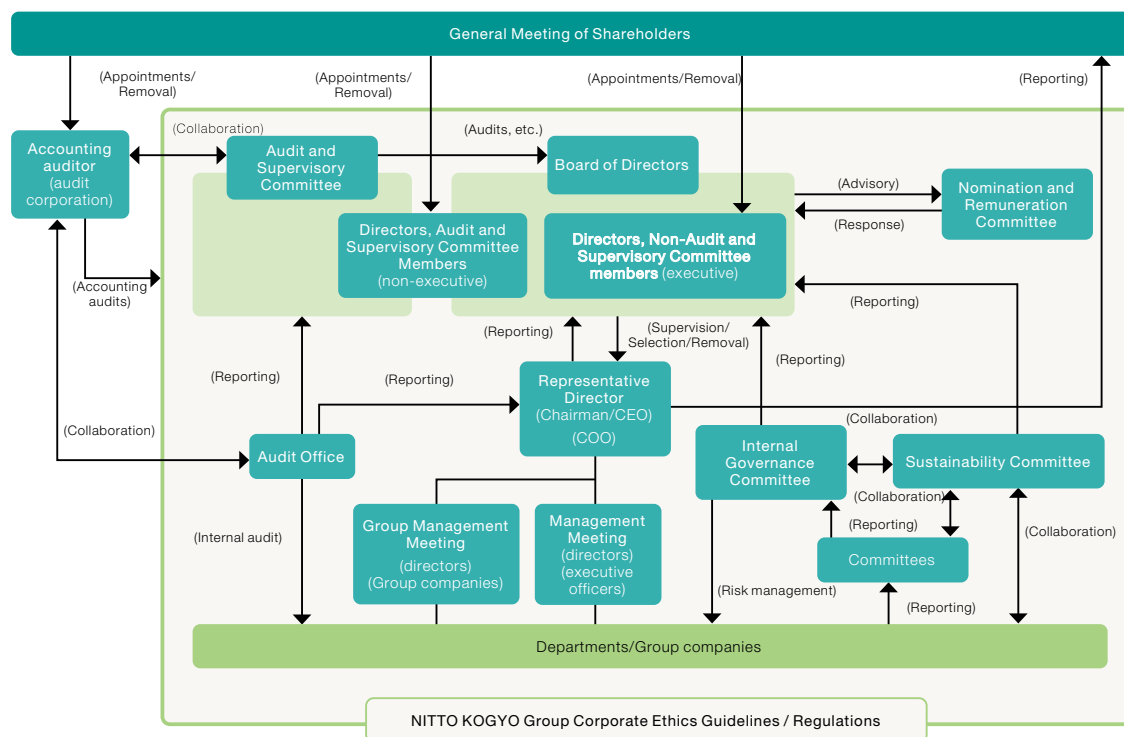 General Meeting of Shareholders
(Appointments/
Removal)
(Appointments/
Removal)
(Appointments/Removal)
(Reporting)
Accounting
auditor
(audit
corporation)
(Collaboration)
Audit and
Supervisory
Committee
(Audits, etc.)
Board of Directors
(Advisory)
(Response)
Nomination and
Remuneration
Committee
Directors, Audit and
Supervisory Committee
Members
(non-executive)
Directors, Non-Audit and
Supervisory Committee
members (executive)
(Accounting
audits)
(Reporting)
(Reporting)
(Supervision/
Selection/Removal)
(Reporting)
(Reporting)
(Reporting)
Representative
Director
(Chairman/CEO)
(COO)
(Collaboration)
Audit Office
(Collaboration)
Internal
Governance
Committee
Sustainability Committee
(Collaboration)
(Internal audit)
Group Management
Meeting
(directors)
(Group companies)
Management
Meeting
(directors)
(executive
officers)
(Reporting)
(Collaboration)
Committees
(Risk management)
(Reporting)
Departments/Group companies
NITTO KOGYO Group Corporate Ethics Guidelines / Regulations